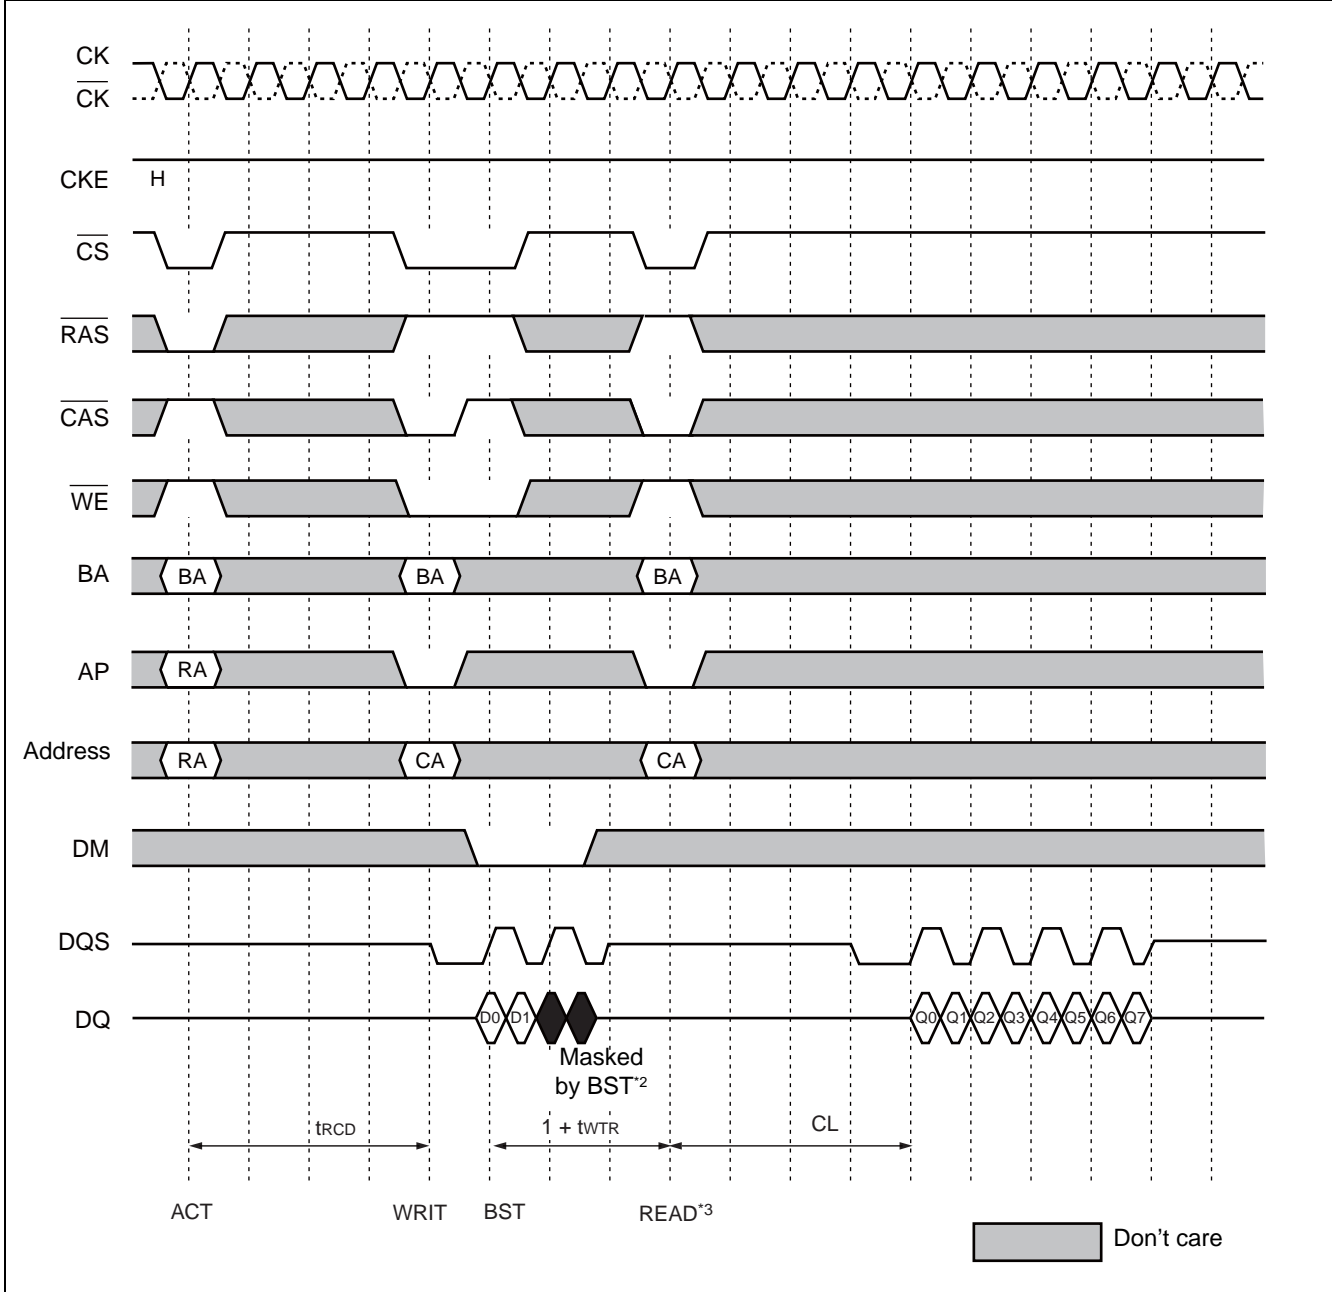 CK
CK
CKE H
CS
RAS
CAS
WE
BA BA BA BA
AP RA
Address RA CA CA
DM
DQS
DQ D0 D1 Q0 Q1 Q2 Q3 Q4 Q5 Q6 Q7
Masked
by BST*2
tRCD 1 + tWTR CL
ACT WRIT BST READ*3
Don't care